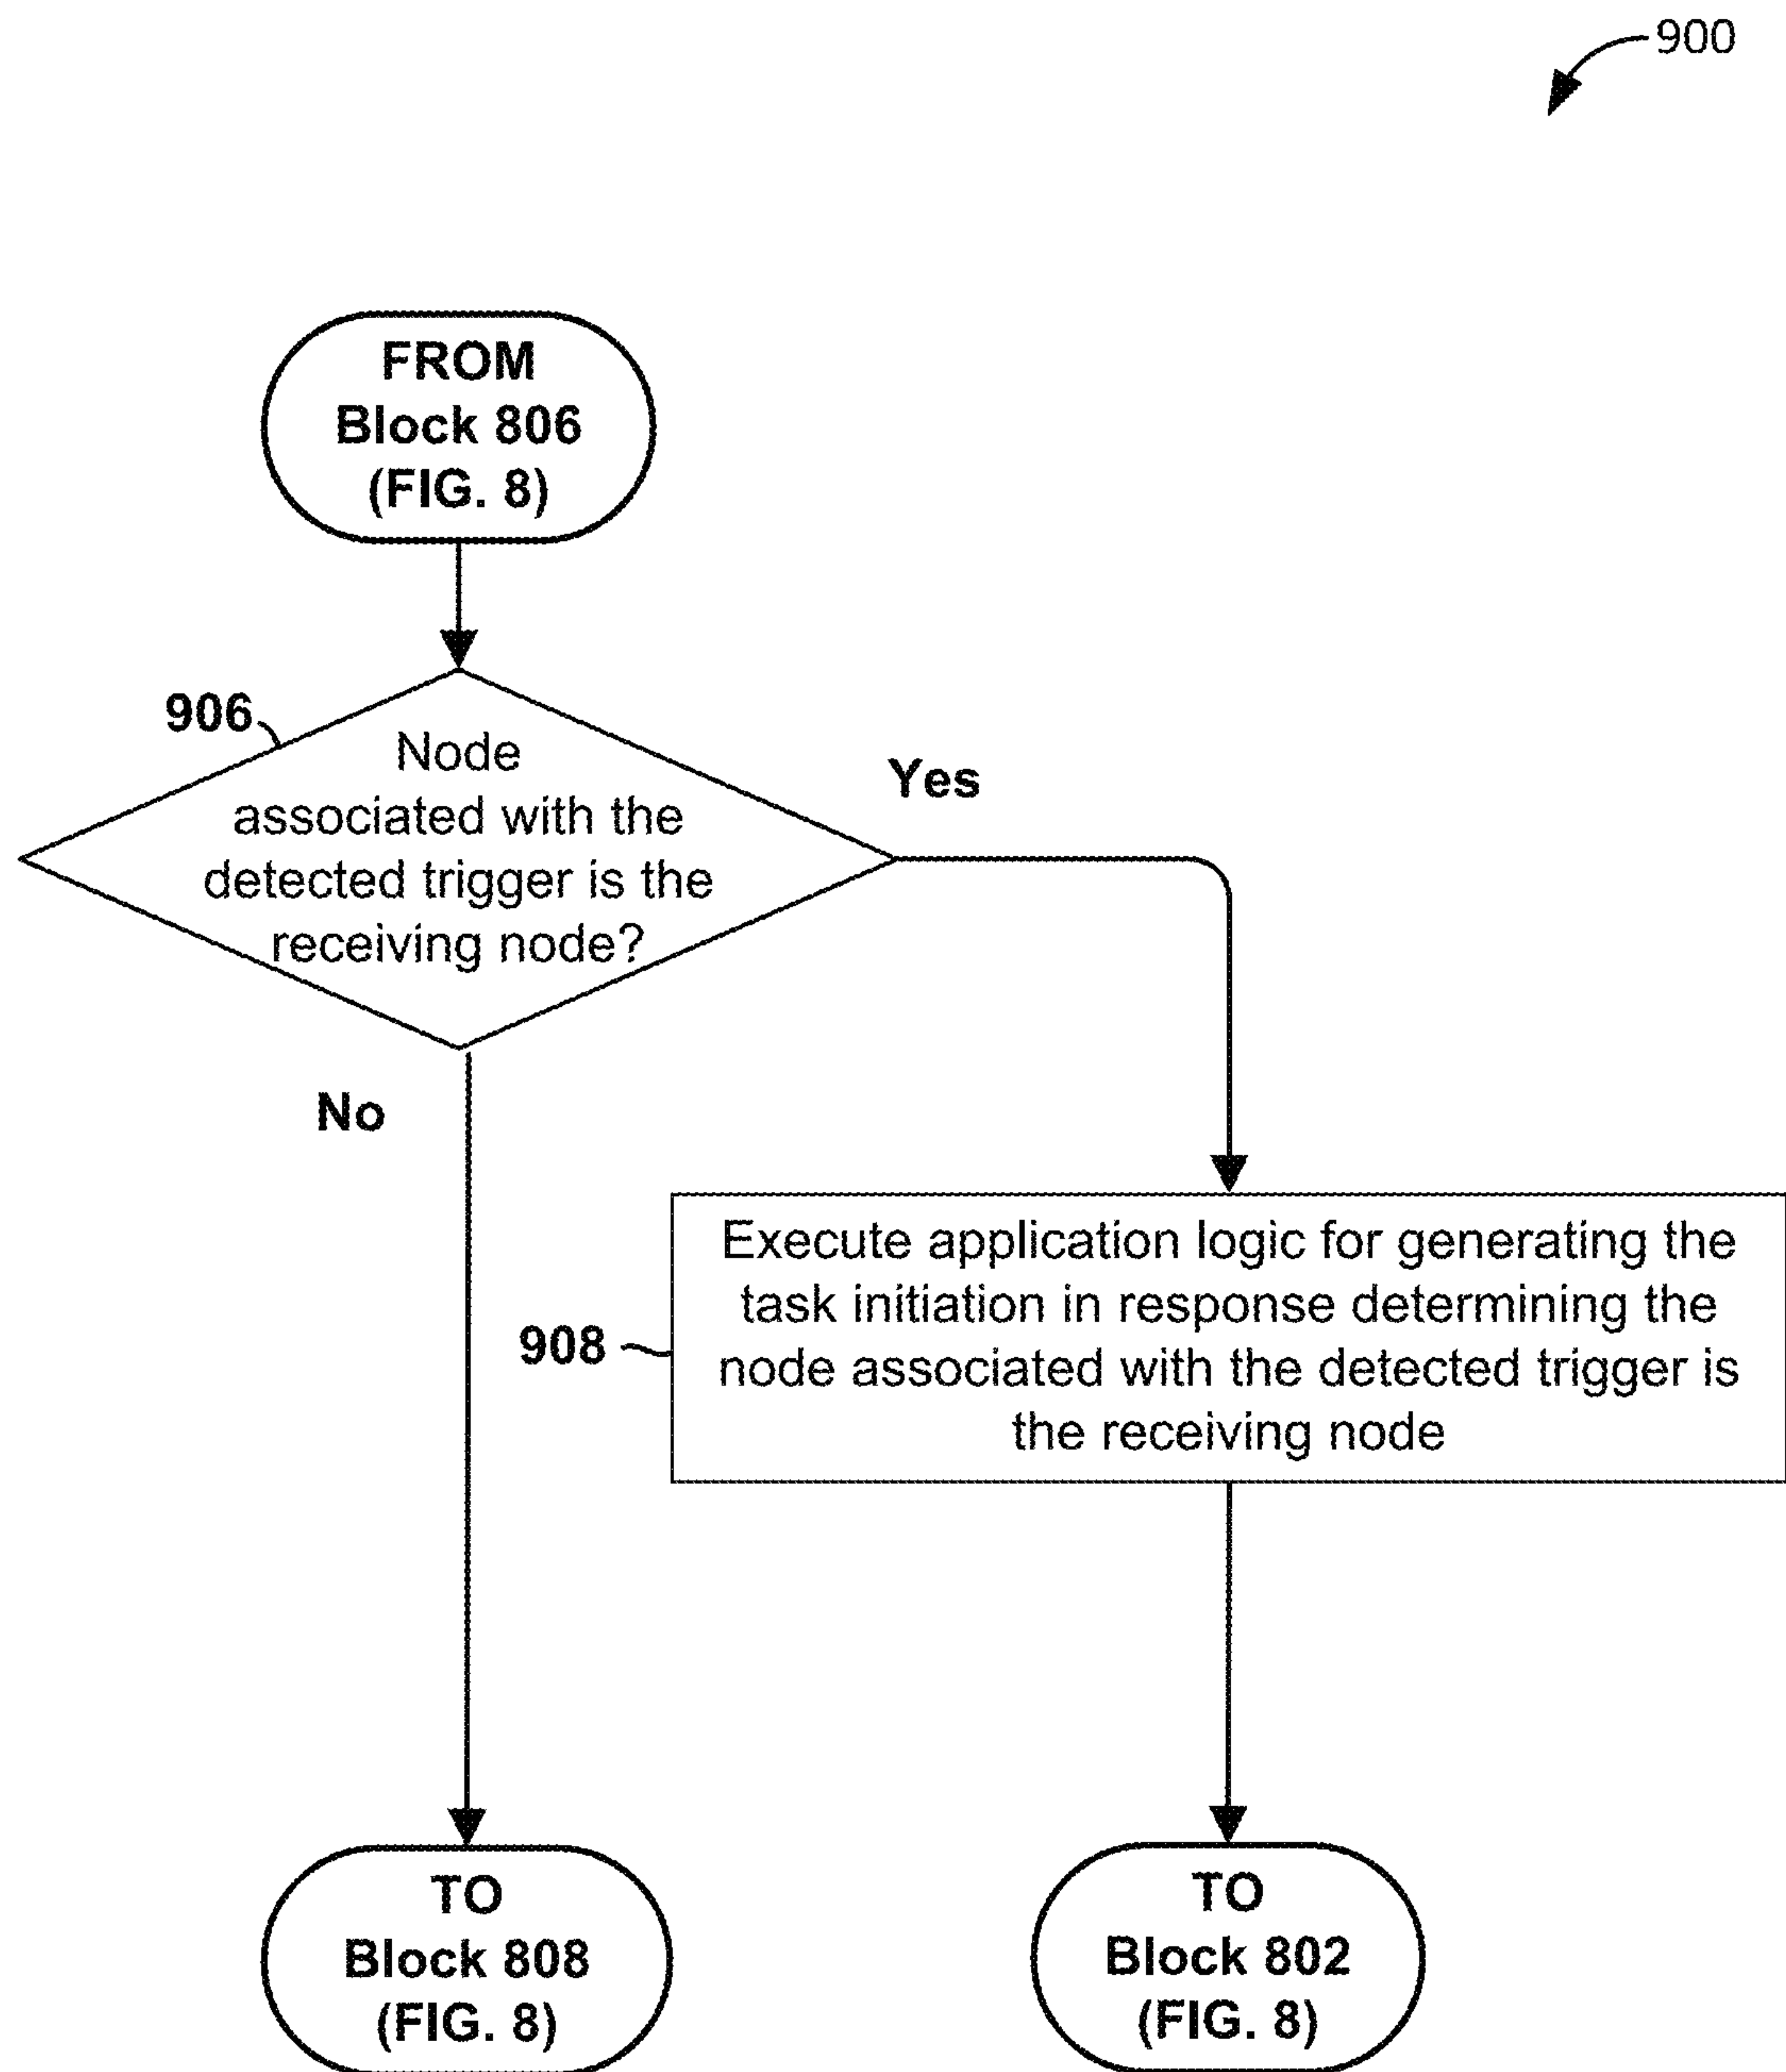 900
FROM
Block 806
(FIG. 8)
906
Node
associated with the
detected trigger is the
receiving node?
Yes
No
Execute application logic for generating the
task initiation in response determining the
node associated with the detected trigger is
the receiving node
908
TO
Block 808
(FIG. 8)
TO
Block 802
(FIG. 8)